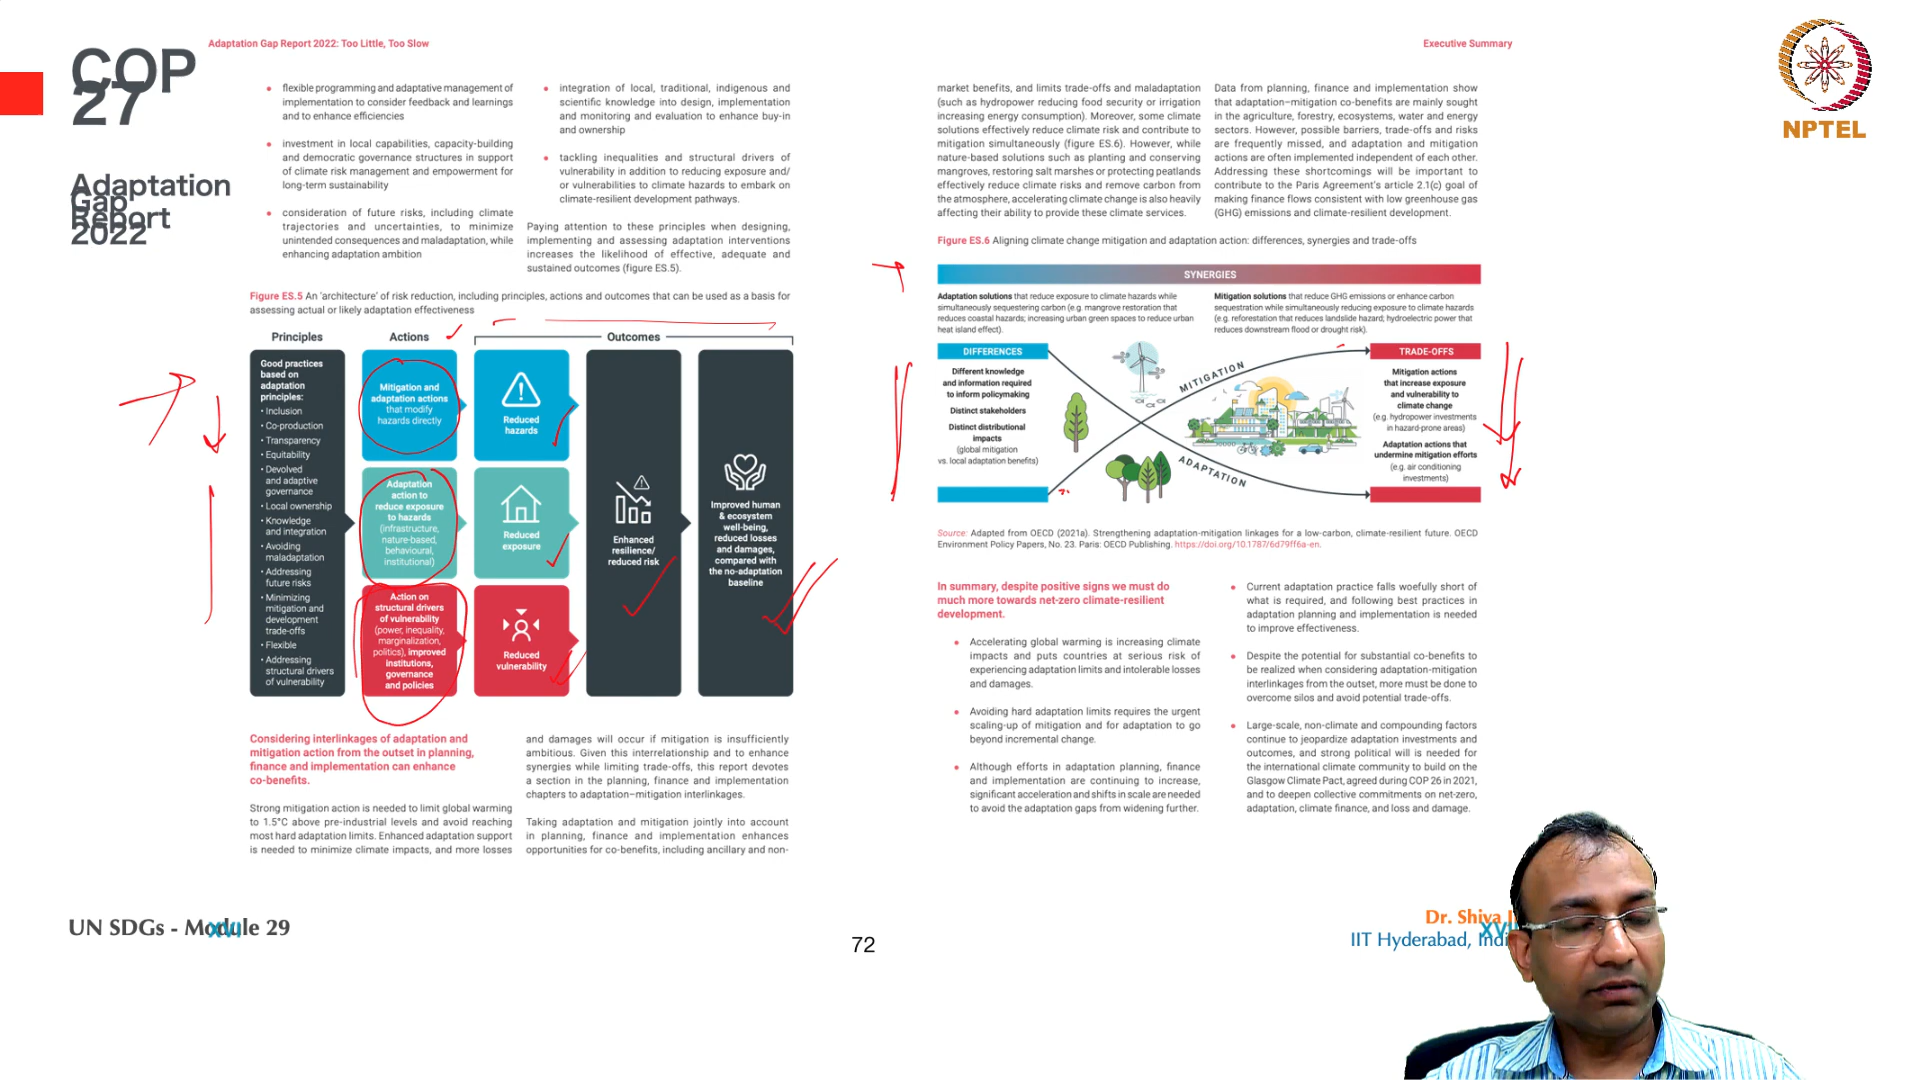 COP
27
Adaptation
Gap
Report
2022
Adaptation Gap Report 2022: Too Little, Too Slow
• flexible programming and adaptive management of
implementation to consider feedback and learnings
and to enhance efficiencies
• investment in local capabilities, capacity-building
and democratic governance structures in support
of climate risk management and empowerment for
long-term sustainability
• consideration of future risks, including climate
trajectories and uncertainties, to minimize
unintended consequences and maladaptation, while
enhancing adaptation ambition
• integration of local, traditional, indigenous and
scientific knowledge into design, implementation
and monitoring and evaluation to enhance buy-in
and ownership
• tackling inequalities and structural drivers of
vulnerability in addition to reducing exposure and/
or vulnerabilities to climate hazards to embark on
climate-resilient development pathways.
Paying attention to these principles when designing,
implementing and assessing adaptation interventions
increases the likelihood of effective, adequate and
sustained outcomes (figure ES.5).
Figure ES.5 An 'architecture' of risk reduction, including principles, actions and outcomes that can be used as a basis for
assessing actual or likely adaptation effectiveness
Principles
Actions
Outcomes
Good practices
based on
adaptation
principles:
• Inclusion
• Co-production
• Transparency
• Equitability
• Devolved
and adaptive
governance
• Local ownership
• Knowledge
and integration
• Avoiding
maladaptation
• Addressing
future risks
• Minimizing
mitigation and
development
trade-offs
• Flexible
• Addressing
structural drivers
of vulnerability
Mitigation and
adaptation actions
that modify
hazards directly
Adaptation
action to
reduce exposure
to hazards
(infrastructure,
nature-based,
behavioural,
institutional)
Action on
structural drivers
of vulnerability
(power, inequality,
marginalization,
politics), improved
institutions,
governance
and policies
Reduced
hazards
Reduced
exposure
Reduced
vulnerability
Enhanced
resilience/
reduced risk
Improved human
& ecosystem
well-being,
reduced losses
and damages,
compared with
the no-adaptation
baseline
Considering interlinkages of adaptation and
mitigation action from the outset in planning,
finance and implementation can enhance
co-benefits.
Strong mitigation action is needed to limit global warming
to 1.5°C above pre-industrial levels and avoid reaching
most hard adaptation limits. Enhanced adaptation support
is needed to minimize climate impacts, and more losses
and damages will occur if mitigation is insufficiently
ambitious. Given this interrelationship and to enhance
synergies while limiting trade-offs, this report devotes
a section in the planning, finance and implementation
chapters to adaptation–mitigation interlinkages.
Taking adaptation and mitigation jointly into account
in planning, finance and implementation enhances
opportunities for co-benefits, including ancillary and non-
Executive Summary
market benefits, and limits trade-offs and maladaptation
(such as hydropower reducing food security or irrigation
increasing energy consumption). Moreover, some climate
solutions effectively reduce climate risk and contribute to
mitigation simultaneously (figure ES.6). However, while
nature-based solutions such as planting and conserving
mangroves, restoring salt marshes or protecting peatlands
effectively reduce climate risks and remove carbon from
the atmosphere, accelerating climate change is also heavily
affecting their ability to provide these climate services.
Data from planning, finance and implementation show
that adaptation–mitigation co-benefits are mainly sought
in the agriculture, forestry, ecosystems, water and energy
sectors. However, possible barriers, trade-offs and risks
are frequently missed, and adaptation and mitigation
actions are often implemented independent of each other.
Addressing these shortcomings will be important to
contribute to the Paris Agreement's article 2.1(c) goal of
making finance flows consistent with low greenhouse gas
(GHG) emissions and climate-resilient development.
Figure ES.6 Aligning climate change mitigation and adaptation action: differences, synergies and trade-offs
SYNERGIES
Adaptation solutions that reduce exposure to climate hazards while
simultaneously sequestering carbon (e.g. mangrove restoration that
reduces coastal hazards; increasing urban green spaces to reduce urban
heat island effect).
Mitigation solutions that reduce GHG emissions or enhance carbon
sequestration while simultaneously reducing exposure to climate hazards
(e.g. reforestation that reduces landslide hazard; hydroelectric power that
reduces downstream flood or drought risk).
DIFFERENCES
Different knowledge
and information required
to inform policymaking
Distinct stakeholders
Distinct distributional
impacts
(global mitigation
vs. local adaptation benefits)
MITIGATION
ADAPTATION
TRADE-OFFS
Mitigation actions
that increase exposure
and vulnerability to
climate change
(e.g. hydropower investments
in hazard-prone areas)
Adaptation actions that
undermine mitigation efforts
(e.g. air conditioning
investments)
Source: Adapted from OECD (2021a). Strengthening adaptation-mitigation linkages for a low-carbon, climate-resilient future. OECD
Environment Policy Papers, No. 23. Paris: OECD Publishing. https://doi.org/10.1787/6d79ff6a-en.
In summary, despite positive signs we must do
much more towards net-zero climate-resilient
development.
• Accelerating global warming is increasing climate
impacts and puts countries at serious risk of
experiencing adaptation limits and intolerable losses
and damages.
• Avoiding hard adaptation limits requires the urgent
scaling-up of mitigation and for adaptation to go
beyond incremental change.
• Although efforts in adaptation planning, finance
and implementation are continuing to increase,
significant acceleration and shifts in scale are needed
to avoid the adaptation gaps from widening further.
• Current adaptation practice falls woefully short of
what is required, and following best practices in
adaptation planning and implementation is needed
to improve effectiveness.
• Despite the potential for substantial co-benefits to
be realized when considering adaptation-mitigation
interlinkages from the outset, more must be done to
overcome silos and avoid potential trade-offs.
• Large-scale, non-climate and compounding factors
continue to jeopardize adaptation investments and
outcomes, and strong political will is needed for
the international climate community to build on the
Glasgow Climate Pact, agreed during COP 26 in 2021,
and to deepen collective commitments on net-zero,
adaptation, climate finance, and loss and damage.
NPTEL
UN SDGs - Module 29
XVI
72
Dr. Shiva
IIT Hyderabad, Indi
XVII